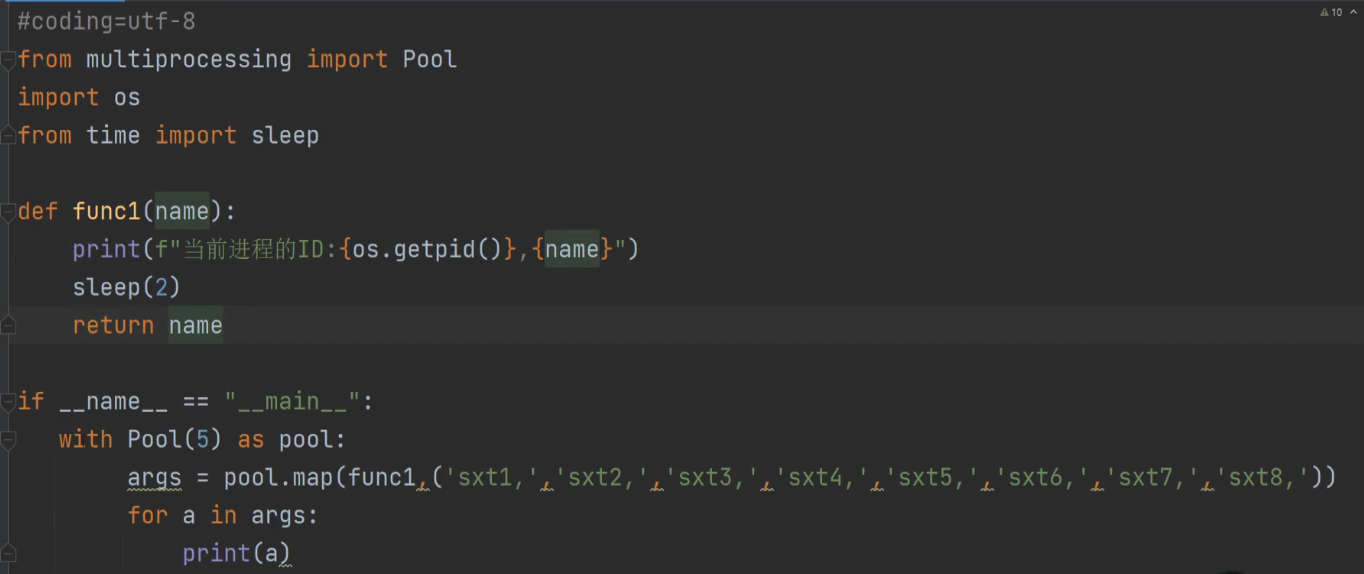 #coding=utf-8
10
from multiprocessing import Pool
import os
from time import sleep
def func1(name):
    print(f"当前进程的ID:{os.getpid()},{name}")
    sleep(2)
    return name
if __name__ == "__main__":
   with Pool(5) as pool:
        args = pool.map(func1,('sxt1,','sxt2,','sxt3,','sxt4,','sxt5,','sxt6,','sxt7,','sxt8,'))
        for a in args:
            print(a)